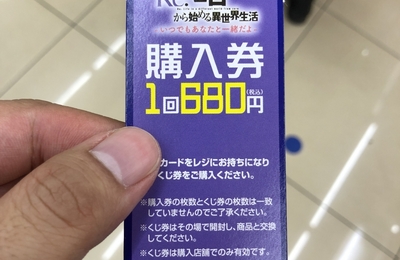 から始める異世界生活
-いつでもあなたと一緒だよ-
購入券
1回680円(税込)
カードをレジにお持ちになり
くじ券をご購入ください。
※購入券の枚数とくじ券の枚数は一致
していませんのでご了承ください。
※くじ券はその場で開封し、商品と交換
してください。
※くじ券は購入店舗でのみ有効です。